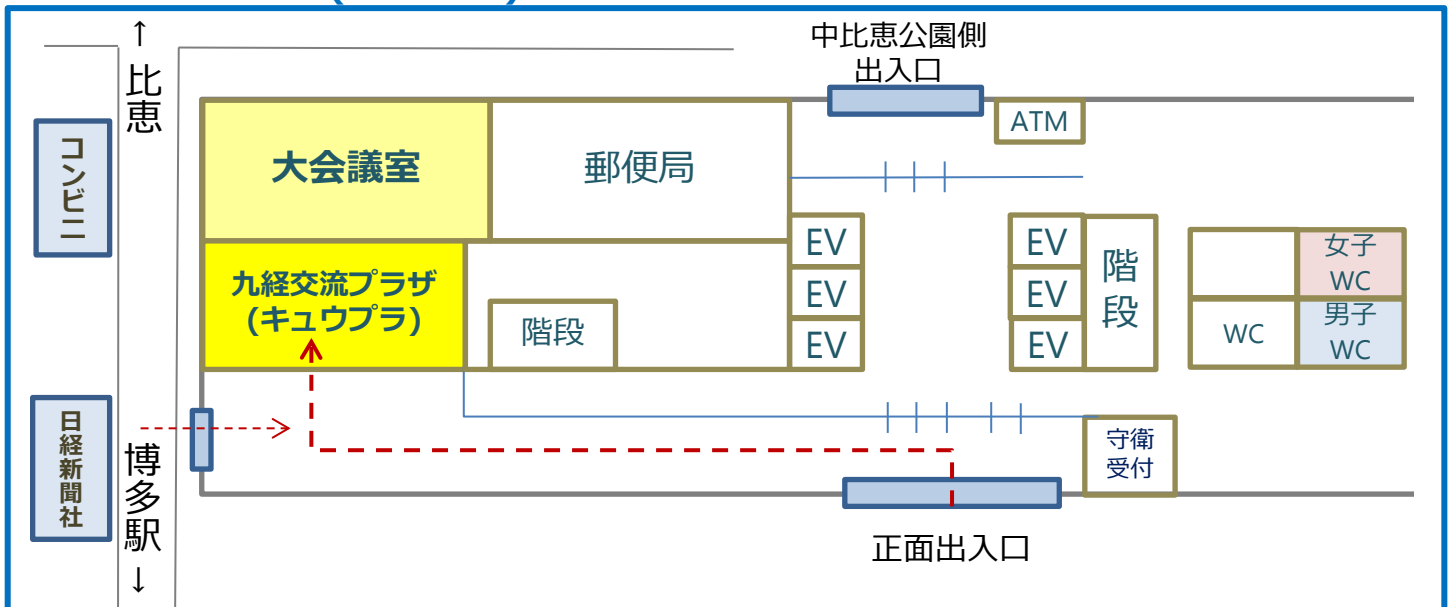 ↑比恵
中比恵公園側
出入口
ATM
コンビニ
大会議室
郵便局
EV
EV
EV
EV
EV
EV
階段
女子
WC
WC
男子
WC
九経交流プラザ
(キュウプラ)
階段
日経新聞社
博多駅↓
守衛
受付
正面出入口